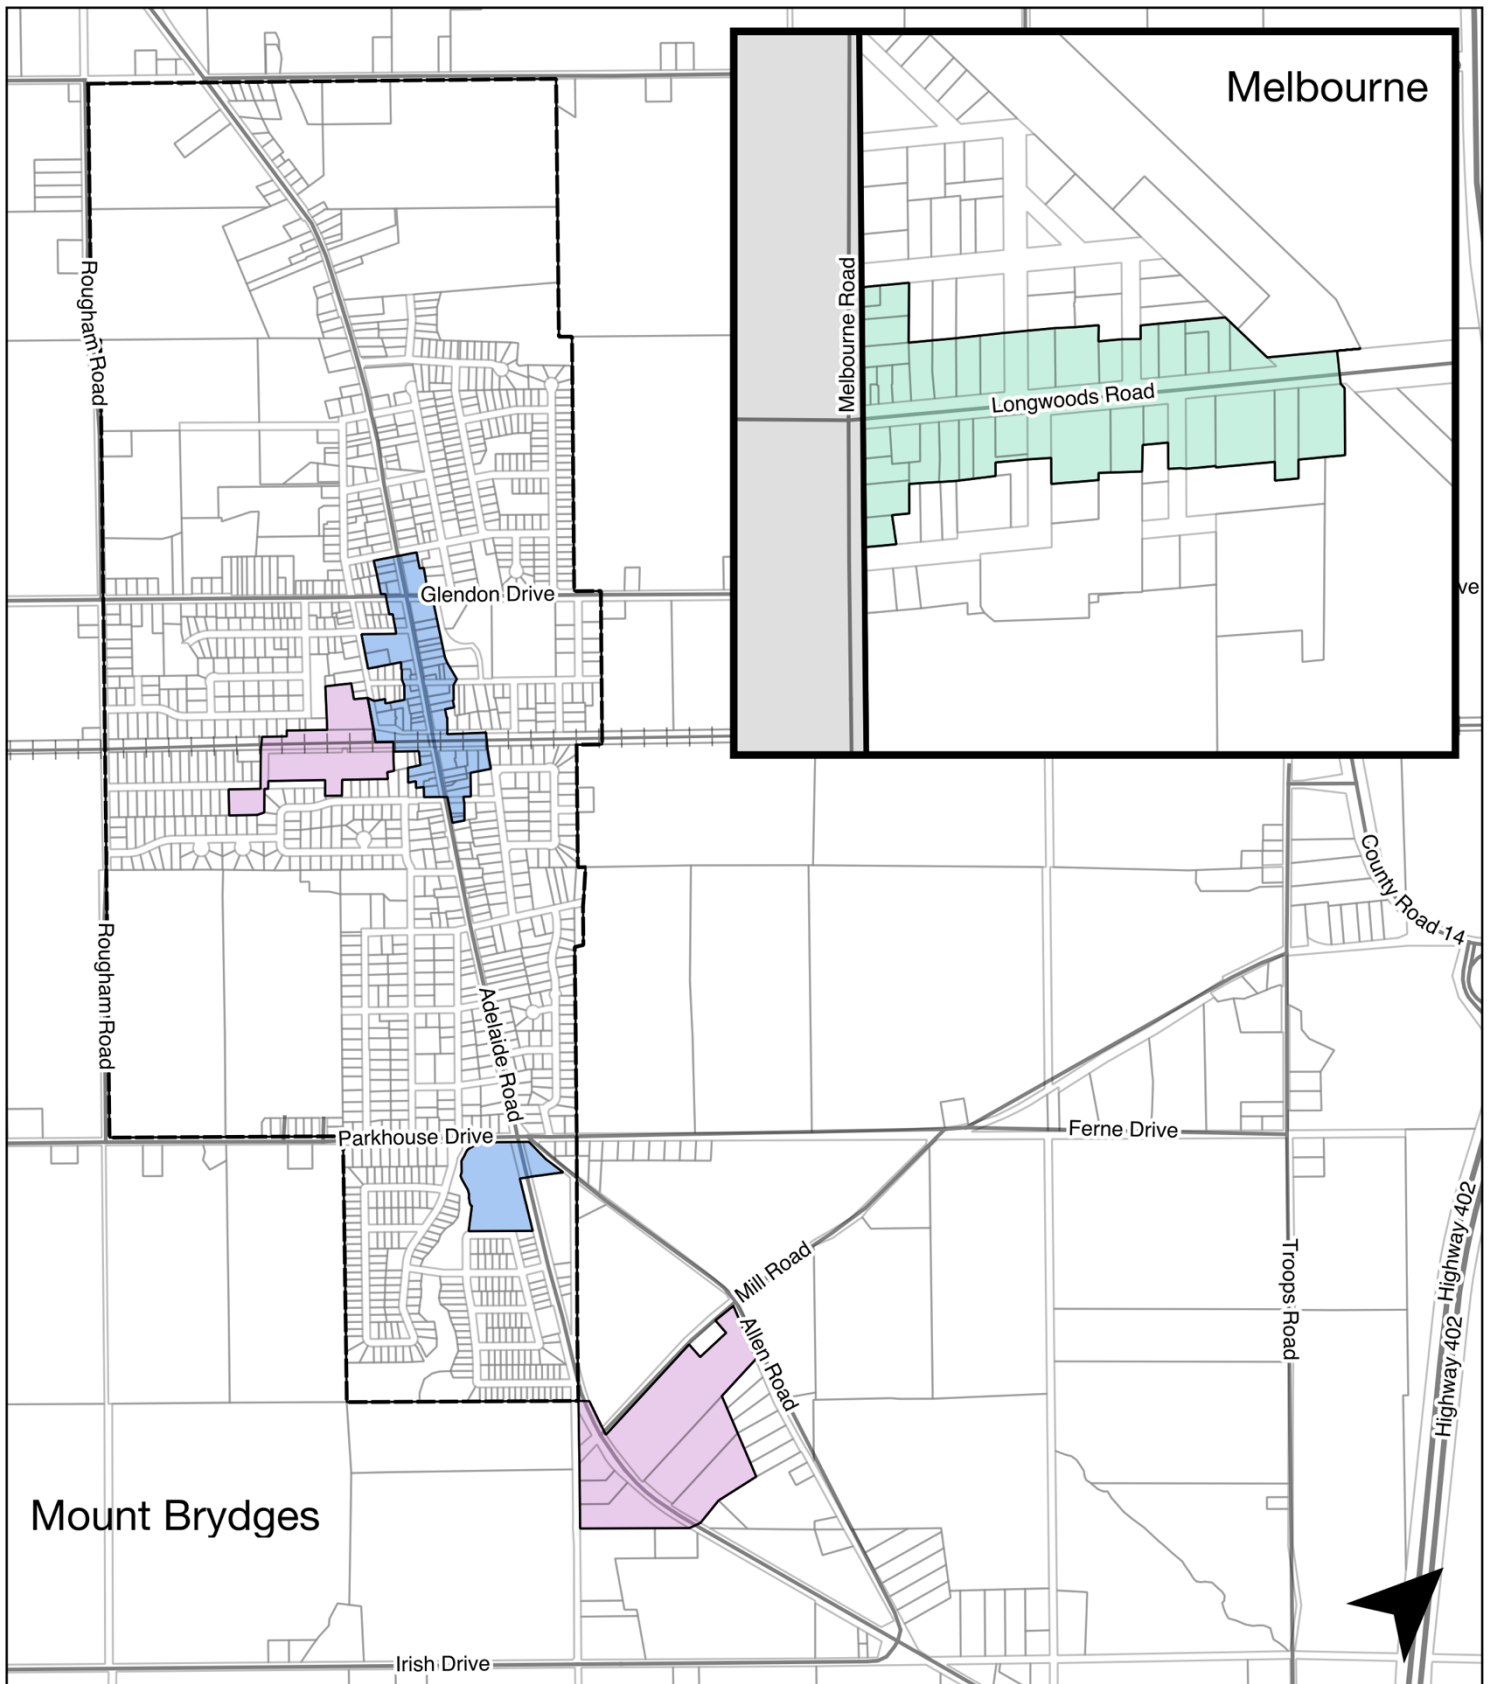 Melbourne
Rougham Road
Melbourne Road
Longwoods Road
Glendon Drive
ve
County Road 14
Rougham Road
Adelaide Road
Parkhouse Drive
Ferne Drive
Highway 402
Mill Road
Troops Road
Allen Road
Highway 402
Mount Brydges
Irish Drive